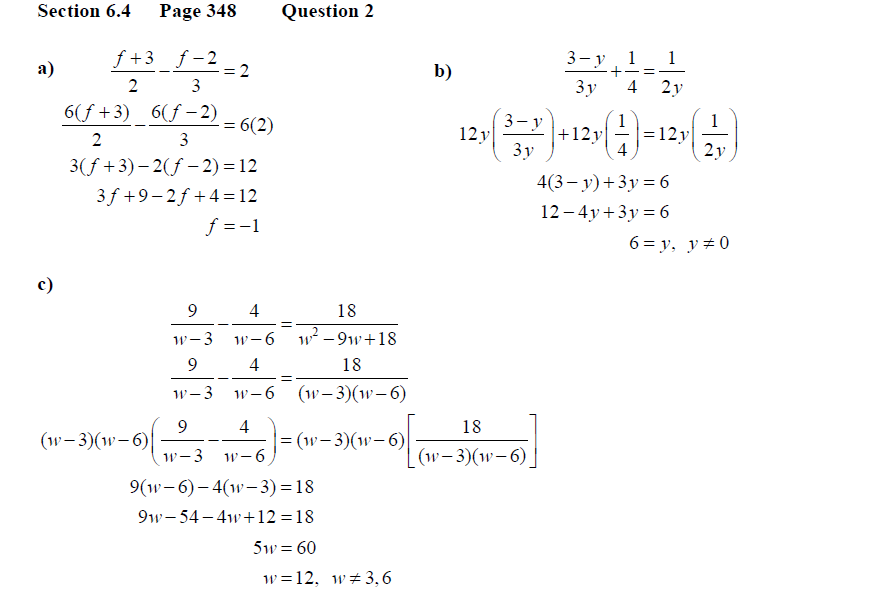 Section 6.4 Page 348 Question 2
a) (f + 3)/2 − (f − 2)/3 = 2
6(f + 3)/2 − 6(f − 2)/3 = 6(2)
3(f + 3) − 2(f − 2) = 12
3f + 9 − 2f + 4 = 12
f = −1
b) (3 − y)/3y + 1/4 = 1/2y
12y((3 − y)/3y) + 12y(1/4) = 12y(1/2y)
4(3 − y) + 3y = 6
12 − 4y + 3y = 6
6 = y, y ≠ 0
c)
9/(w − 3) − 4/(w − 6) = 18/(w² − 9w + 18)
9/(w − 3) − 4/(w − 6) = 18/((w − 3)(w − 6))
(w − 3)(w − 6)(9/(w − 3) − 4/(w − 6)) = (w − 3)(w − 6)[18/((w − 3)(w − 6))]
9(w − 6) − 4(w − 3) = 18
9w − 54 − 4w + 12 = 18
5w = 60
w = 12, w ≠ 3, 6